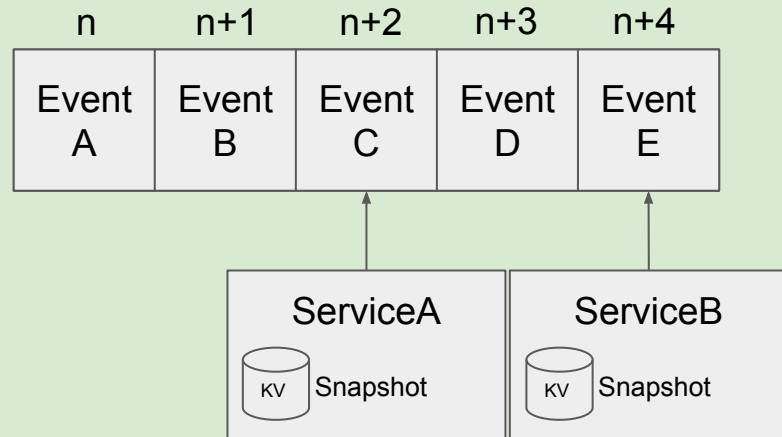 n n+1 n+2 n+3 n+4
Event Event Event Event Event
A B C D E
ServiceA ServiceB
KV Snapshot KV Snapshot